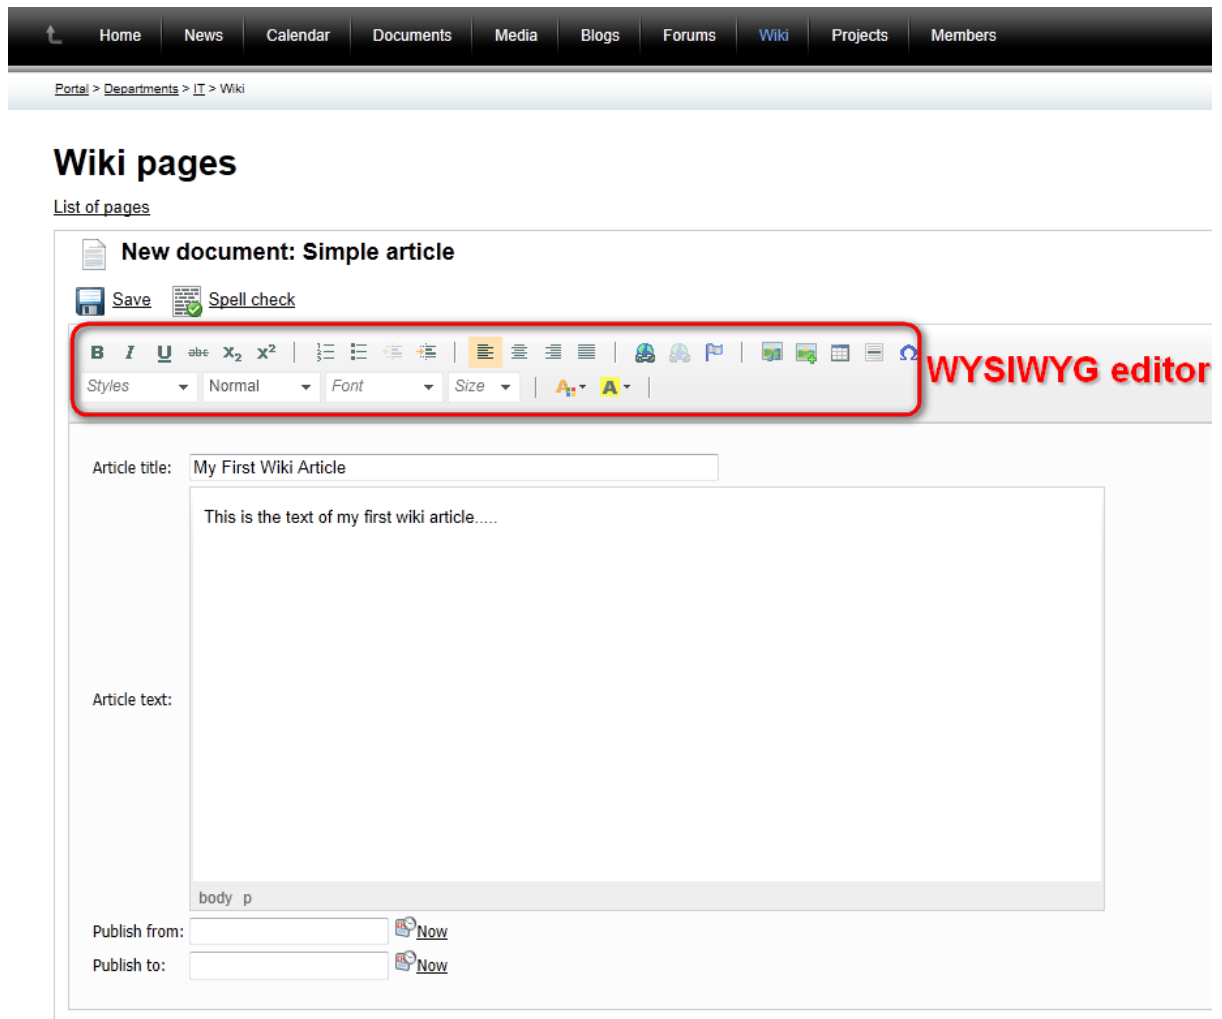 Home News Calendar Documents Media Blogs Forums Wiki Projects Members
Portal > Departments > IT > Wiki
Wiki pages
List of pages
New document: Simple article
Save Spell check
B I U abc X₂ X² Ω
WYSIWYG editor
Styles Normal Font Size A A
Article title: My First Wiki Article
This is the text of my first wiki article.....
Article text:
body p
Publish from: Now
Publish to: Now